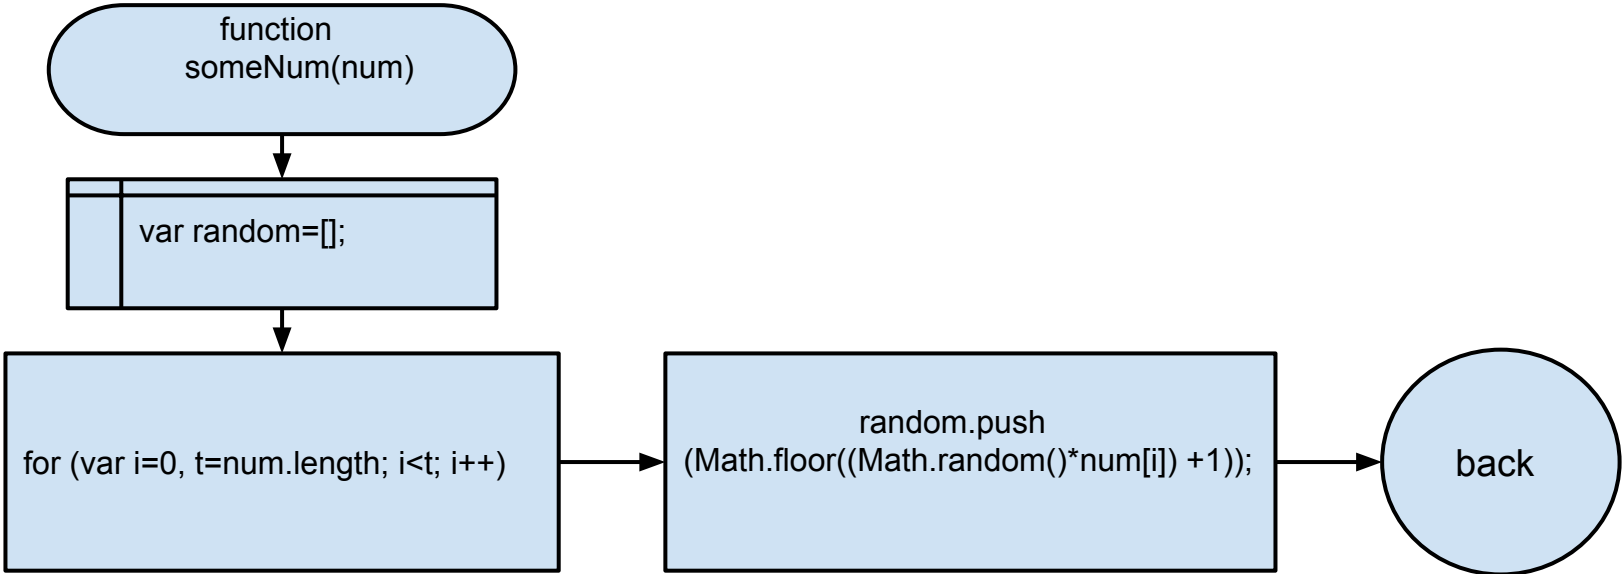 function
someNum(num)
var random=[];
for (var i=0, t=num.length; i<t; i++)
random.push
(Math.floor((Math.random()*num[i]) +1));
back